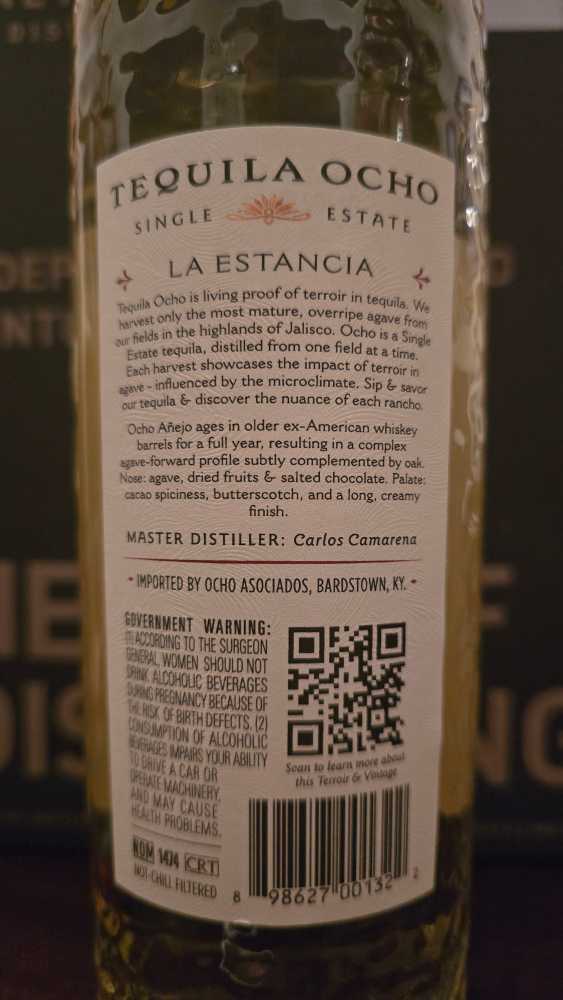 TEQUILA OCHO
SINGLE ESTATE
LA ESTANCIA
Tequila Ocho is living proof of terroir in tequila. We
harvest only the most mature, overripe agave from
our fields in the highlands of Jalisco. Ocho is a Single
Estate tequila, distilled from one field at a time.
Each harvest showcases the impact of terroir in
agave - influenced by the microclimate. Sip & savor
our tequila & discover the nuance of each rancho.
Ocho Añejo ages in older ex-American whiskey
barrels for a full year, resulting in a complex
agave-forward profile subtly complemented by oak.
Nose: agave, dried fruits & salted chocolate. Palate:
cacao spiciness, butterscotch, and a long, creamy
finish.
MASTER DISTILLER: Carlos Camarena
- IMPORTED BY OCHO ASOCIADOS, BARDSTOWN, KY. -
GOVERNMENT WARNING:
(1) ACCORDING TO THE SURGEON
GENERAL, WOMEN SHOULD NOT
DRINK ALCOHOLIC BEVERAGES
DURING PREGNANCY BECAUSE OF
THE RISK OF BIRTH DEFECTS. (2)
CONSUMPTION OF ALCOHOLIC
BEVERAGES IMPAIRS YOUR ABILITY
TO DRIVE A CAR OR
OPERATE MACHINERY,
AND MAY CAUSE
HEALTH PROBLEMS.
Scan to learn more about
this Terroir & Vintage
NOM 1474 CRT
NOT-CHILL FILTERED
8 98627 00132 2